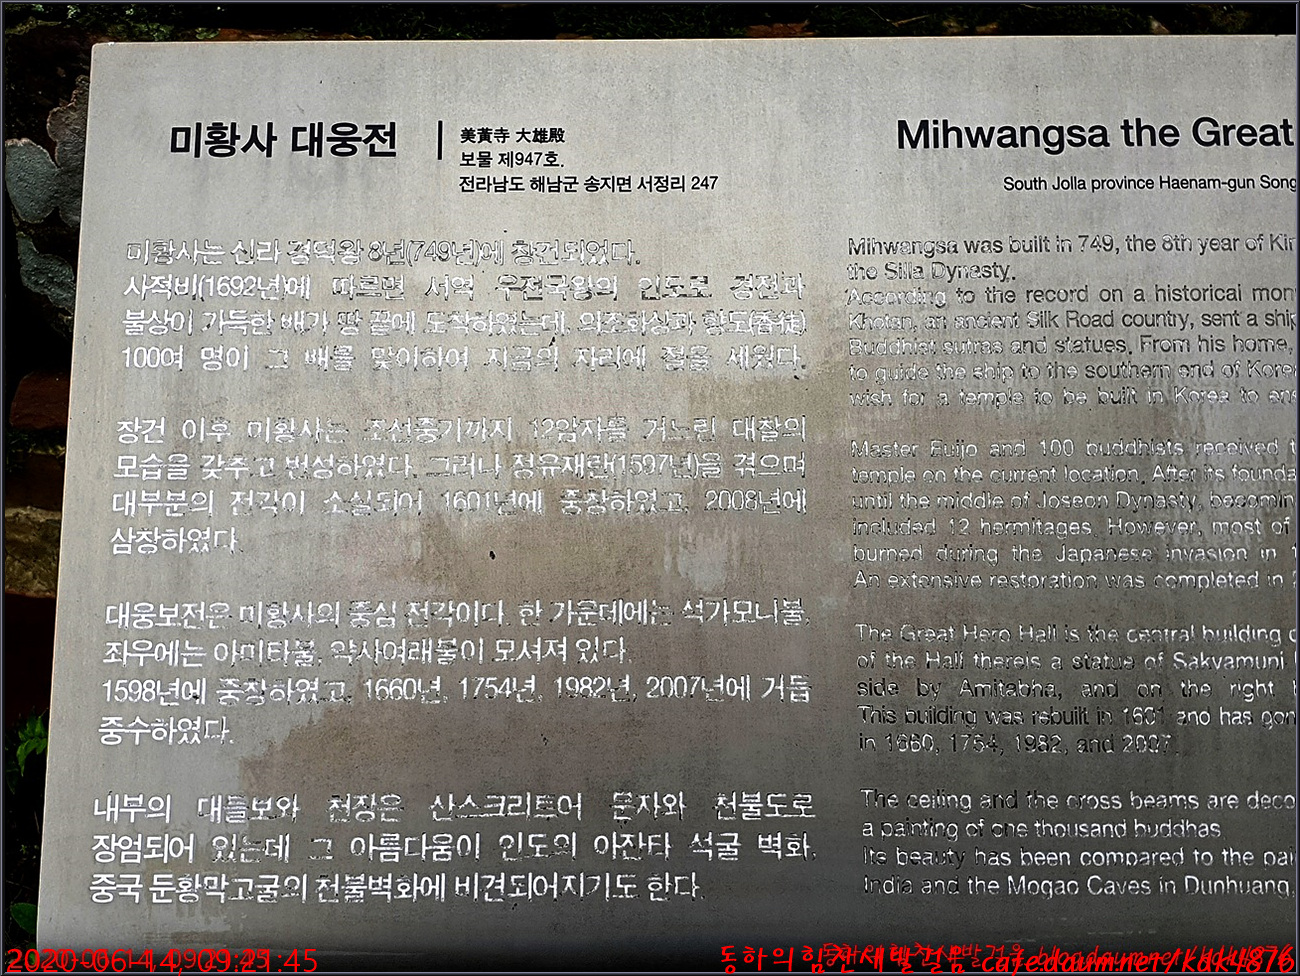 미황사 대웅전
美黃寺 大雄殿
보물 제947호.
전라남도 해남군 송지면 서정리 247
미황사는 신라 경덕왕 8년(749년)에 창건되었다.
사적비(1692년)에 따르면 서역 우전국왕의 인도로 경전과
불상이 가득한 배가 땅 끝에 도착하였는데, 의조화상과 향도(香徒)
100여 명이 그 배를 맞이하여 지금의 자리에 절을 세웠다.
창건 이후 미황사는 조선중기까지 12암자를 거느린 대찰의
모습을 갖추고 번성하였다. 그러나 정유재란(1597년)을 겪으며
대부분의 전각이 소실되어 1601년에 중창하였고, 2008년에
삼창하였다.
대웅보전은 미황사의 중심 전각이다. 한 가운데에는 석가모니불,
좌우에는 아미타불, 약사여래불이 모셔져 있다.
1598년에 중창하였고, 1660년, 1754년, 1982년, 2007년에 거듭
중수하였다.
내부의 대들보와 천장은 산스크리트어 문자와 천불도로
장엄되어 있는데 그 아름다움이 인도의 아잔타 석굴 벽화,
중국 둔황막고굴의 천불벽화에 비견되어지기도 한다.
Mihwangsa the Great
South Jolla province Haenam-gun Song
Mihwangsa was built in 749, the 8th year of Kin
the Silla Dynasty.
According to the record on a historical mon
Khotan, an ancient Silk Road country, sent a ship
Buddhist sutras and statues. From his home,
to guide the ship to the southern end of Kore
wish for a temple to be built in Korea to ens
Master Euijo and 100 buddhists received t
temple on the current location. After its founda
until the middle of Joseon Dynasty, becomin
included 12 hermitages. However, most of
burned during the Japanese invasion in 1
An extensive restoration was completed in 2
The Great Hero Hall is the central building o
of the Hall thereis a statue of Sakyamuni
side by Amitabha, and on the right
This building was rebuilt in 1601 and has gon
in 1660, 1754, 1982, and 2007.
The ceiling and the cross beams are deco
a painting of one thousand buddhas
Its beauty has been compared to the pai
India and the Mogao Caves in Dunhuang,
2020-06-14, 09:21:45
cafe.daum.net/kdh4876